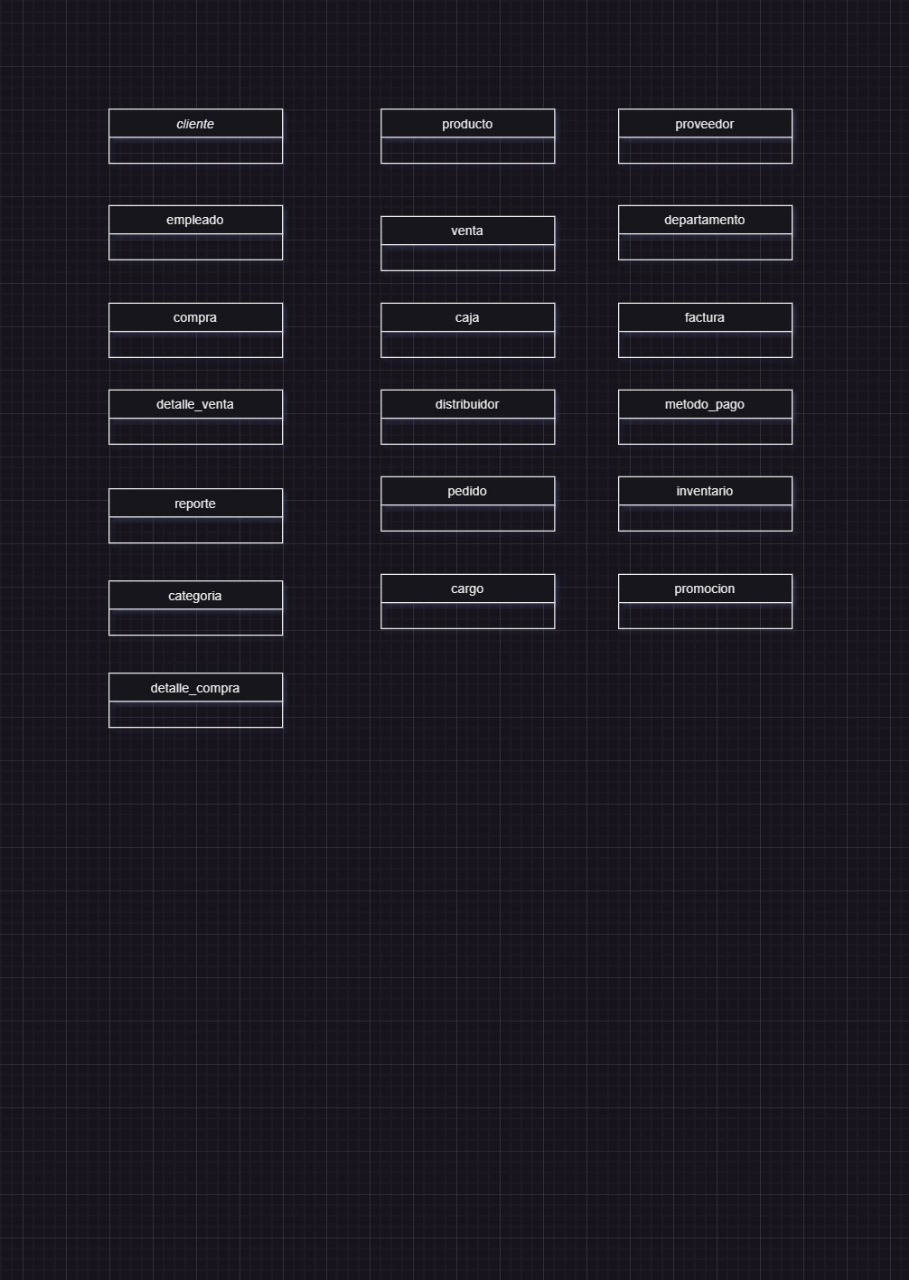 cliente
producto
proveedor
empleado
venta
departamento
compra
caja
factura
detalle_venta
distribuidor
metodo_pago
reporte
pedido
inventario
categoria
cargo
promocion
detalle_compra